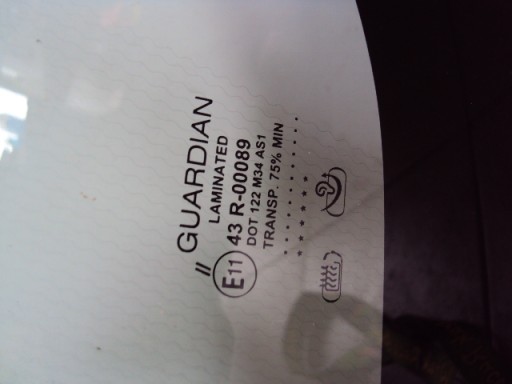 // GUARDIAN
LAMINATED
E11 43 R-00089
DOT 122 M34 AS1
TRANSP. 75% MIN